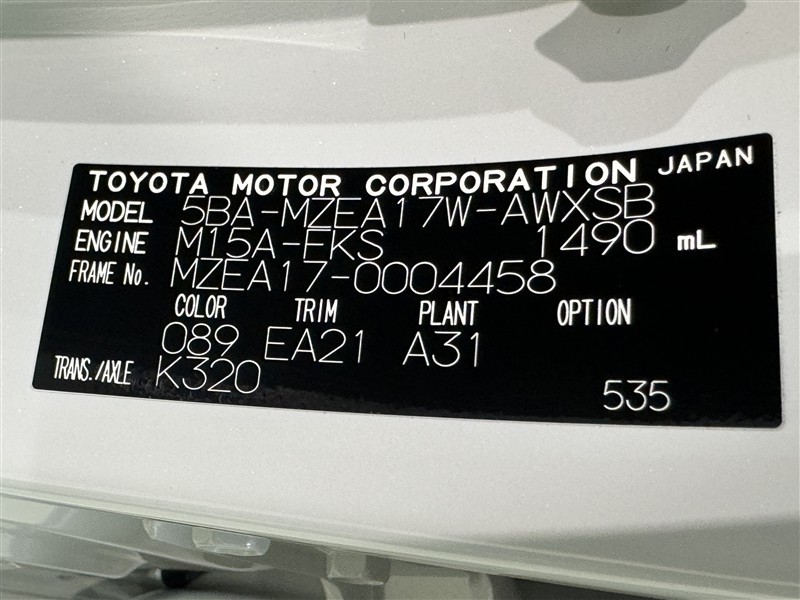 TOYOTA MOTOR CORPORATION JAPAN
MODEL 5BA-MZEA17W-AWXSB
ENGINE M15A-FKS 1490 mL
FRAME No. MZEA17-0004458
COLOR TRIM PLANT OPTION
089 EA21 A31
TRANS./AXLE K320
535